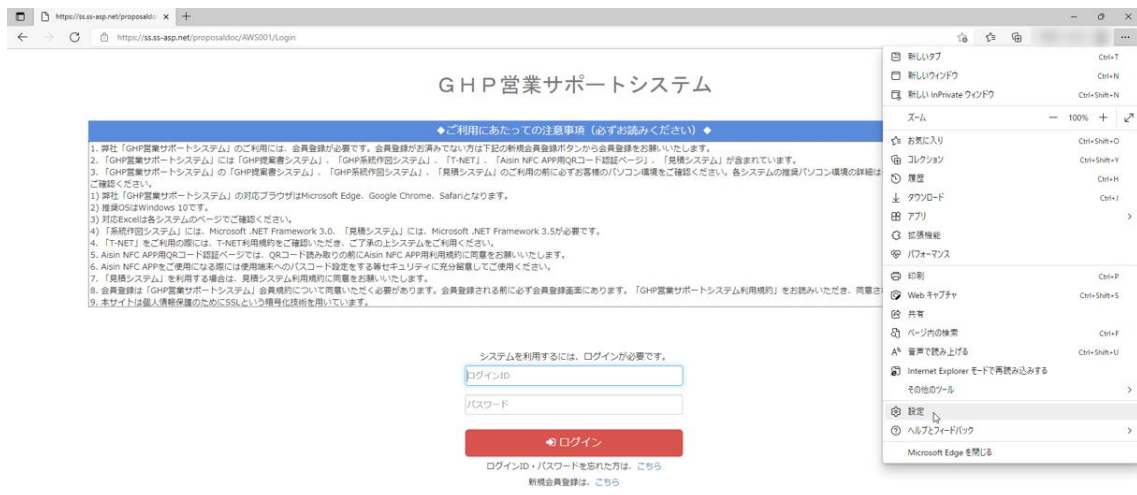 https://ss.ss-asp.net/proposaldo
https://ss.ss-asp.net/proposaldoc/AWS001/Login
GHP営業サポートシステム
◆ご利用にあたっての注意事項（必ずお読みください）◆
1. 弊社「GHP営業サポートシステム」のご利用には、会員登録が必要です。会員登録がお済みでない方は下記の新規会員登録ボタンから会員登録をお願いいたします。
2. 「GHP営業サポートシステム」には「GHP提案書システム」、「GHP系統作図システム」、「T-NET」、「Aisin NFC APP用QRコード認証ページ」、「見積システム」が含まれています。
3. 「GHP営業サポートシステム」の「GHP提案書システム」、「GHP系統作図システム」、「見積システム」のご利用の前に必ずお客様のパソコン環境をご確認ください。各システムの推奨パソコン環境の詳細は
ご確認ください。
1) 弊社「GHP営業サポートシステム」の対応ブラウザはMicrosoft Edge、Google Chrome、Safariとなります。
2) 推奨OSはWindows 10です。
3) 対応Excelは各システムのページでご確認ください。
4) 「系統作図システム」には、Microsoft .NET Framework 3.0、「見積システム」には、Microsoft .NET Framework 3.5が必要です。
4. 「T-NET」をご利用の際には、T-NET利用規約をご確認いただき、ご了承の上システムをご利用ください。
5. Aisin NFC APP用QRコード認証ページでは、QRコード読み取りの前にAisin NFC APP用利用規約に同意をお願いいたします。
6. Aisin NFC APPをご使用になる際には使用端末へのパスコード設定をする等セキュリティに充分留意してご使用ください。
7. 「見積システム」を利用する場合は、見積システム利用規約に同意をお願いいたします。
8. 会員登録は「GHP営業サポートシステム」会員規約について同意いただく必要があります。会員登録される前に必ず会員登録画面にあります。「GHP営業サポートシステム利用規約」をお読みいただき、同意さ
9. 本サイトは個人情報保護のためにSSLという暗号化技術を用いています。
システムを利用するには、ログインが必要です。
ログインID
パスワード
ログイン
ログインID・パスワードを忘れた方は、こちら
新規会員登録は、こちら
新しいタブ Ctrl+T
新しいウィンドウ Ctrl+N
新しい InPrivate ウィンドウ Ctrl+Shift+N
ズーム 100%
お気に入り Ctrl+Shift+O
コレクション Ctrl+Shift+Y
履歴 Ctrl+H
ダウンロード Ctrl+J
アプリ
拡張機能
パフォーマンス
印刷 Ctrl+P
Web キャプチャ Ctrl+Shift+S
共有
ページ内の検索 Ctrl+F
音声で読み上げる Ctrl+Shift+U
Internet Explorer モードで再読み込みする
その他のツール
設定
ヘルプとフィードバック
Microsoft Edge を閉じる